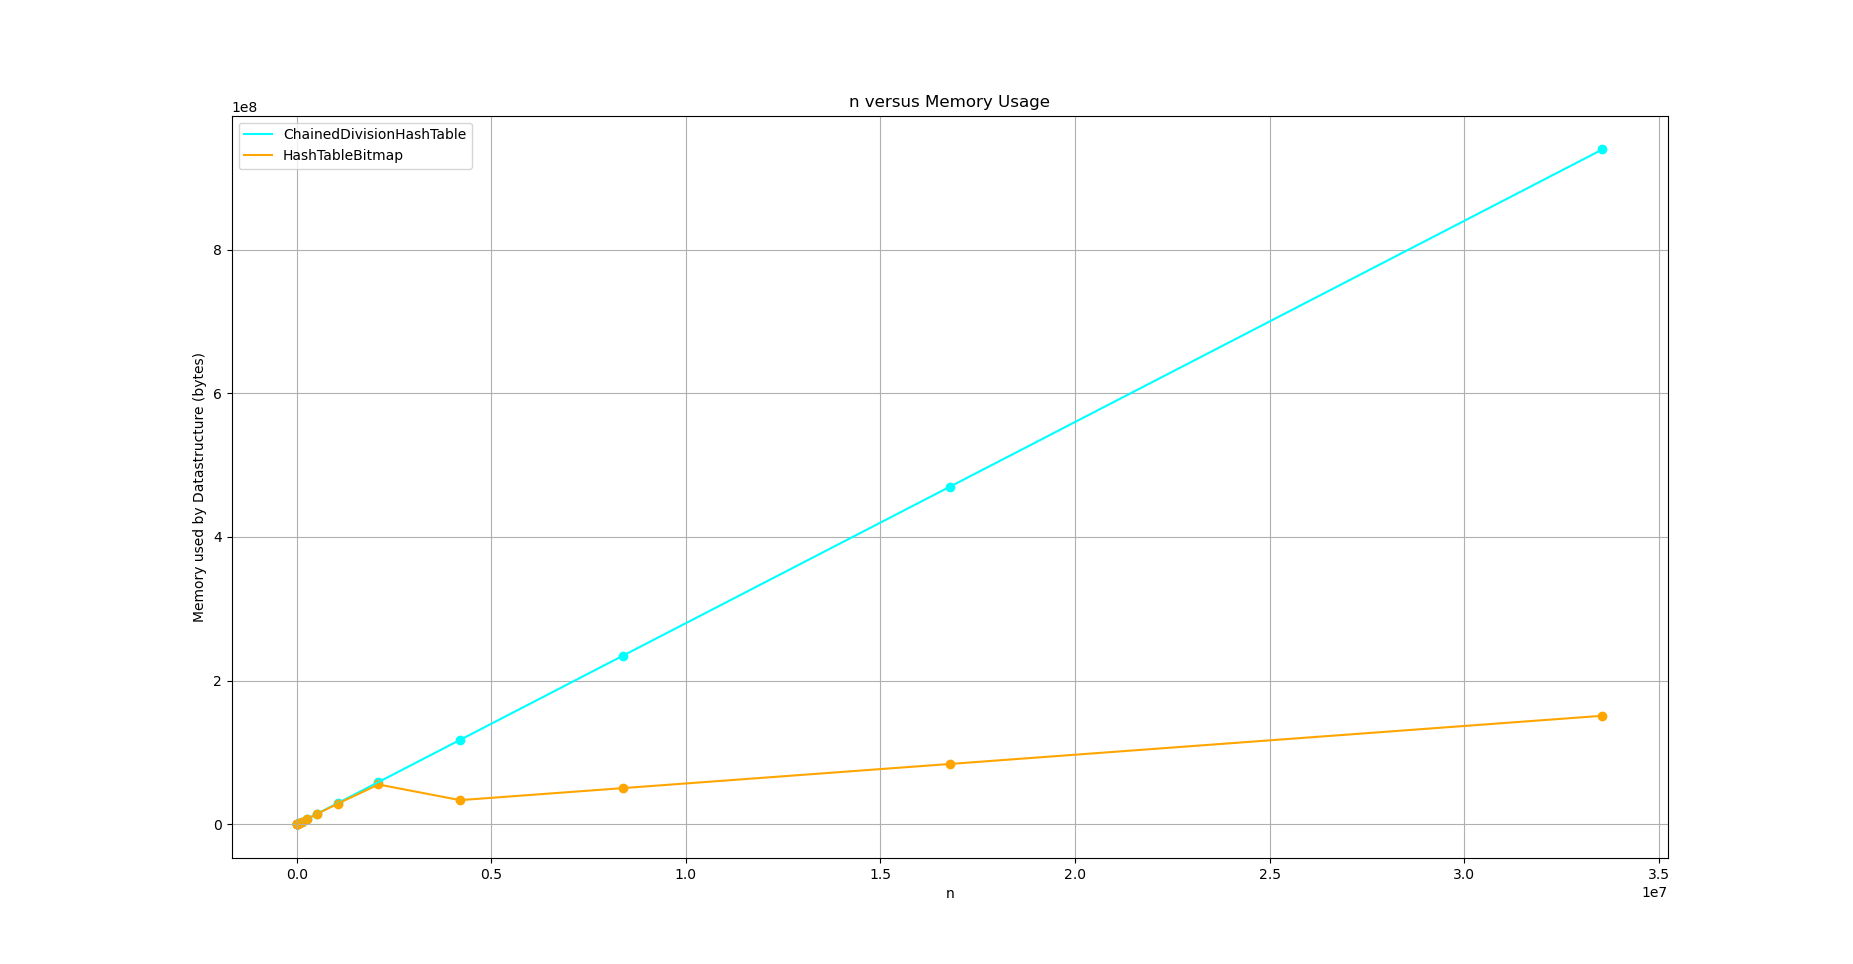 n versus Memory Usage
1e8
ChainedDivisionHashTable
HashTableBitmap
8
6
4
2
0
Memory used by Datastructure (bytes)
0.0 0.5 1.0 1.5 2.0 2.5 3.0 3.5
1e7
n